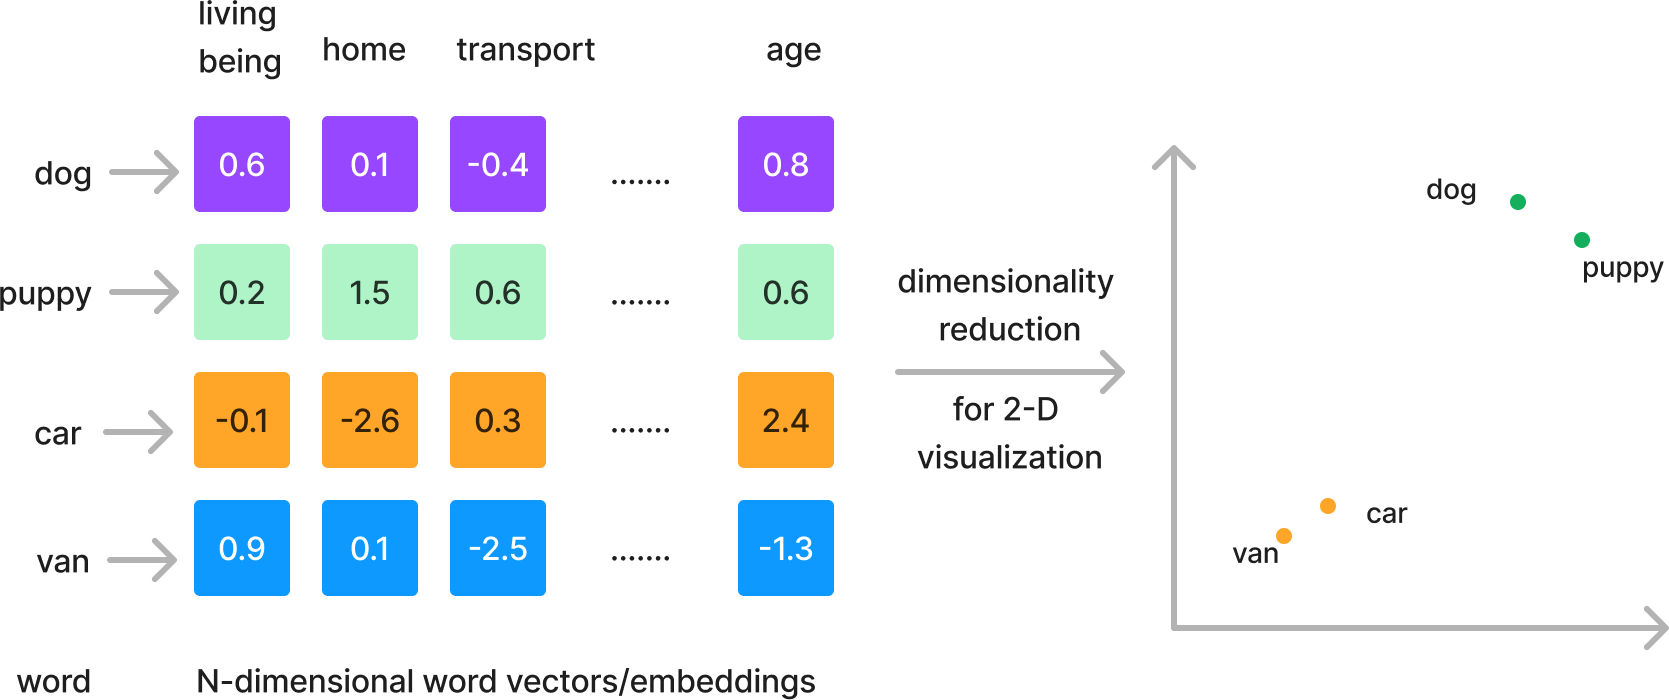 living
being
home
transport
age
dog
0.6
0.1
-0.4
.......
0.8
puppy
0.2
1.5
0.6
.......
0.6
car
-0.1
-2.6
0.3
.......
2.4
van
0.9
0.1
-2.5
.......
-1.3
word
N-dimensional word vectors/embeddings
dimensionality
reduction
for 2-D
visualization
dog
puppy
car
van